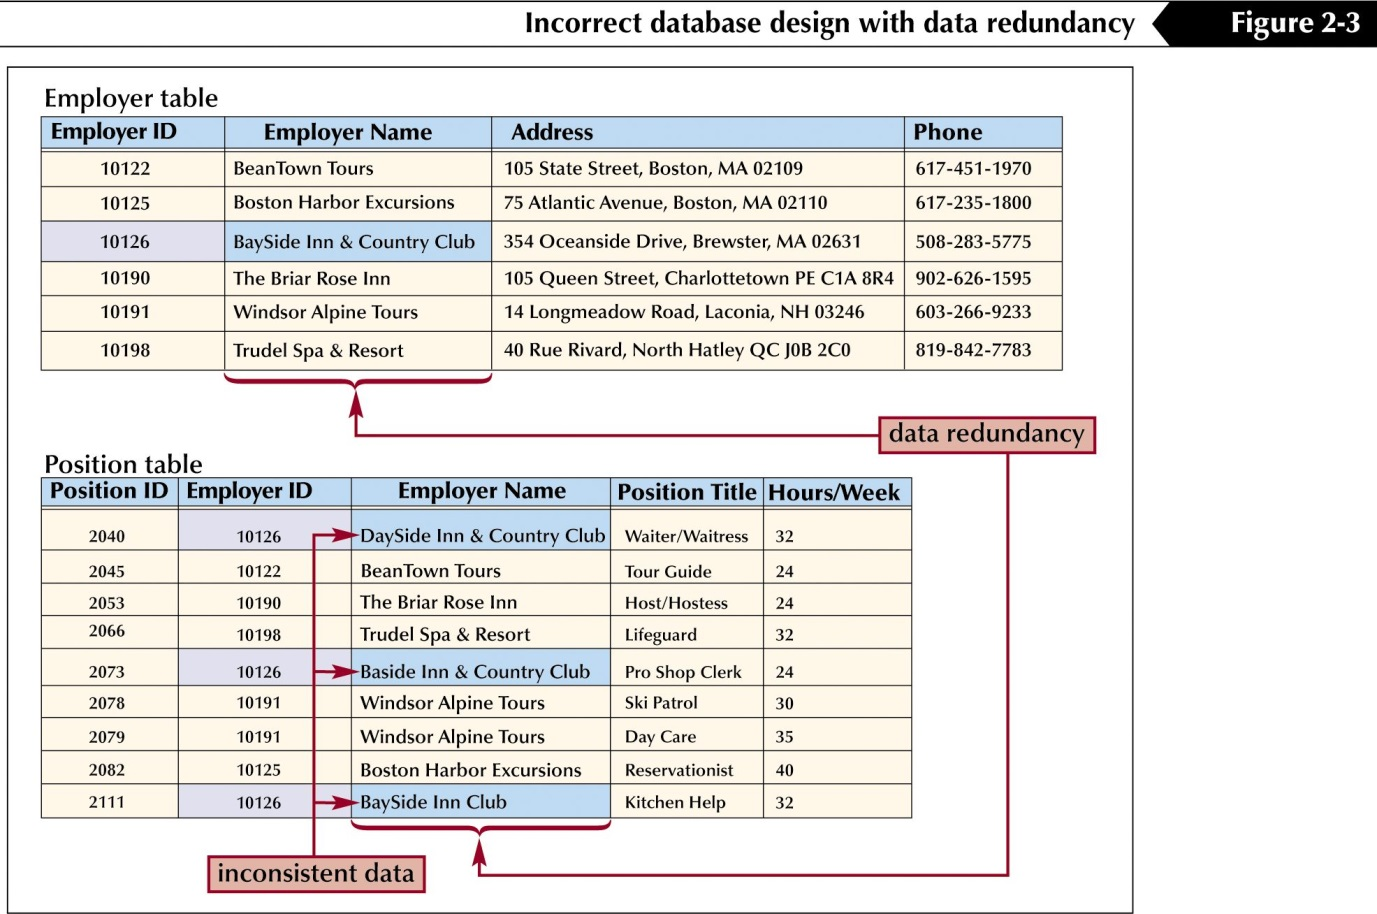 Incorrect database design with data redundancy Figure 2-3
Employer table
Employer ID Employer Name Address Phone
10122 BeanTown Tours 105 State Street, Boston, MA 02109 617-451-1970
10125 Boston Harbor Excursions 75 Atlantic Avenue, Boston, MA 02110 617-235-1800
10126 BaySide Inn & Country Club 354 Oceanside Drive, Brewster, MA 02631 508-283-5775
10190 The Briar Rose Inn 105 Queen Street, Charlottetown PE C1A 8R4 902-626-1595
10191 Windsor Alpine Tours 14 Longmeadow Road, Laconia, NH 03246 603-266-9233
10198 Trudel Spa & Resort 40 Rue Rivard, North Hatley QC J0B 2C0 819-842-7783
data redundancy
Position table
Position ID Employer ID Employer Name Position Title Hours/Week
2040 10126 DaySide Inn & Country Club Waiter/Waitress 32
2045 10122 BeanTown Tours Tour Guide 24
2053 10190 The Briar Rose Inn Host/Hostess 24
2066 10198 Trudel Spa & Resort Lifeguard 32
2073 10126 Baside Inn & Country Club Pro Shop Clerk 24
2078 10191 Windsor Alpine Tours Ski Patrol 30
2079 10191 Windsor Alpine Tours Day Care 35
2082 10125 Boston Harbor Excursions Reservationist 40
2111 10126 BaySide Inn Club Kitchen Help 32
inconsistent data